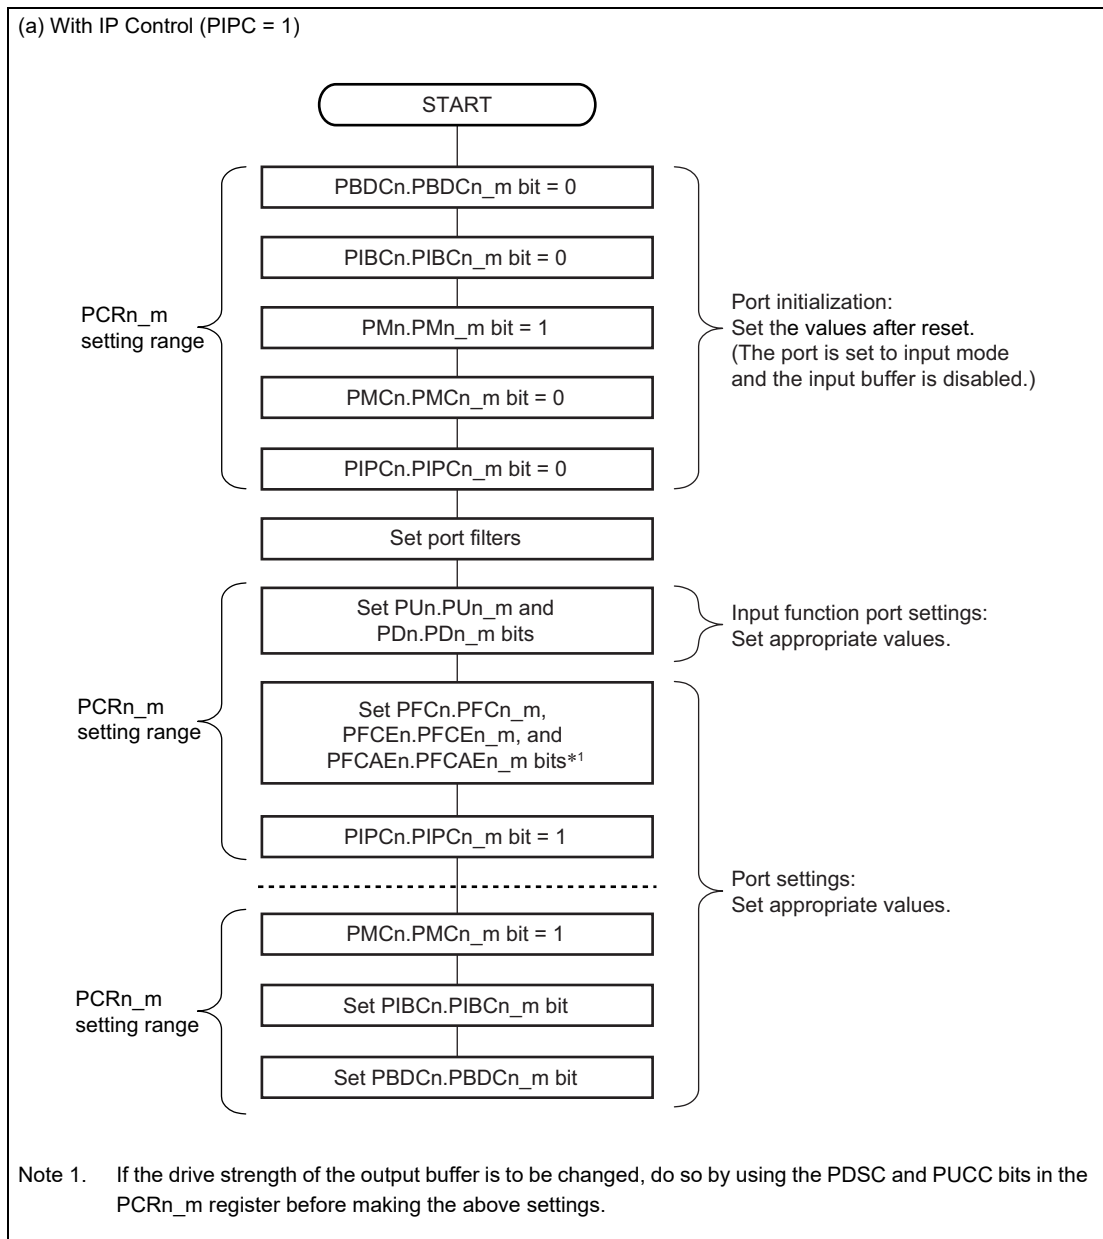 (a) With IP Control (PIPC = 1)
START
PBDCn.PBDCn_m bit = 0
PIBCn.PIBCn_m bit = 0
PCRn_m
setting range
PMn.PMn_m bit = 1
Port initialization:
Set the values after reset.
(The port is set to input mode
and the input buffer is disabled.)
PMCn.PMCn_m bit = 0
PIPCn.PIPCn_m bit = 0
Set port filters
Set PUn.PUn_m and
PDn.PDn_m bits
Input function port settings:
Set appropriate values.
PCRn_m
setting range
Set PFCn.PFCn_m,
PFCEn.PFCEn_m, and
PFCAEn.PFCAEn_m bits*1
PIPCn.PIPCn_m bit = 1
Port settings:
Set appropriate values.
PMCn.PMCn_m bit = 1
PCRn_m
setting range
Set PIBCn.PIBCn_m bit
Set PBDCn.PBDCn_m bit
Note 1. If the drive strength of the output buffer is to be changed, do so by using the PDSC and PUCC bits in the
PCRn_m register before making the above settings.